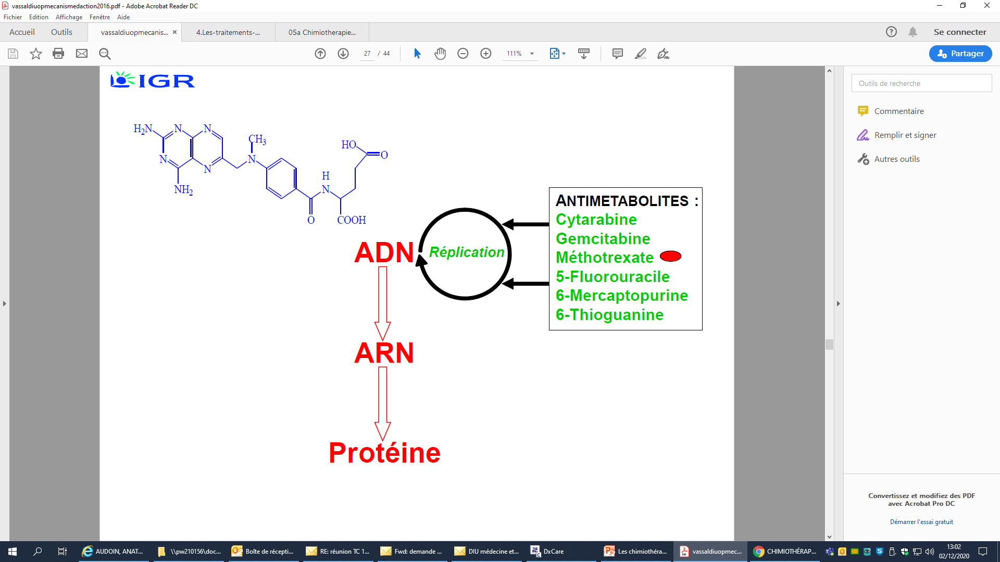 vassaldiuopmecanismedaction2016.pdf - Adobe Acrobat Reader DC
Fichier Edition Affichage Fenêtre Aide
Accueil Outils vassaldiuopmecanis... × 4.Les-traitements-... 05a Chimiotherapie... Se connecter
27 / 44 111% Partager
IGR
Outils de recherche
Commentaire
Remplir et signer
Autres outils
H2N N N
CH3
N N N
NH2
HO O
H
N
O COOH
ANTIMETABOLITES :
Cytarabine
Gemcitabine
Méthotrexate
5-Fluorouracile
6-Mercaptopurine
6-Thioguanine
ADN Réplication
ARN
Protéine
Convertissez et modifiez des PDF
avec Acrobat Pro DC
Démarrer l'essai gratuit
AUDOIN, ANAT... \\pw210156\doc... Boîte de récepti... RE: réunion TC 1... Fwd: demande ... DIU médecine et... DxCare Les chimiothéra... vassaldiuopmec... CHIMIOTHÉRAP...
13:02
02/12/2020